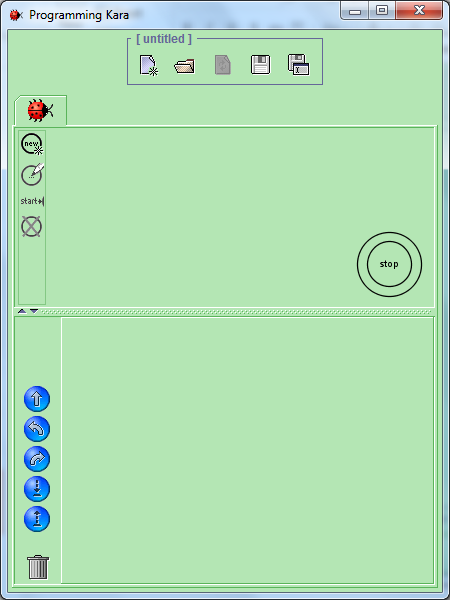 Programming Kara
[ untitled ]
new
start
stop